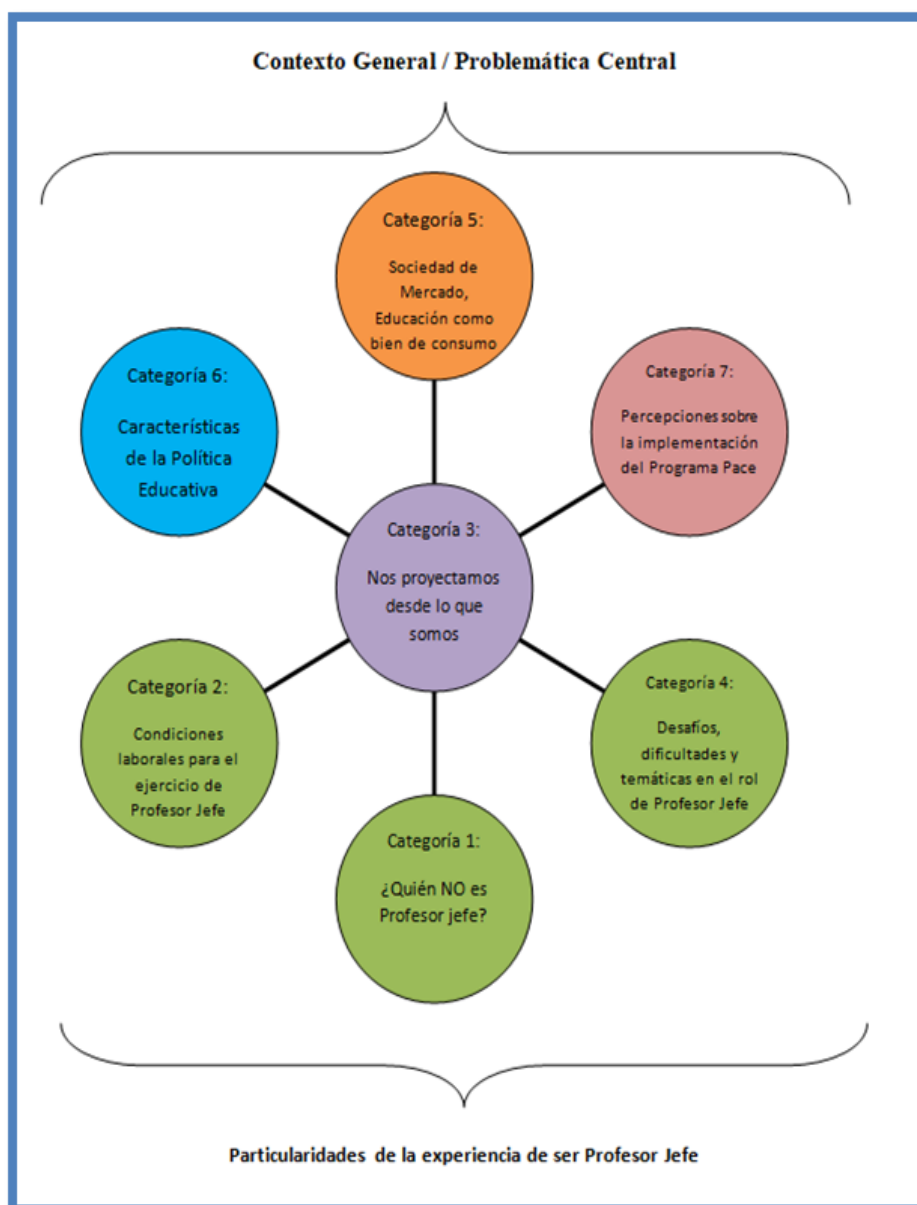 Contexto General / Problemática Central
Categoría 5:
Sociedad de
Mercado,
Educación como
bien de consumo
Categoría 6:
Características
de la Política
Educativa
Categoría 7:
Percepciones sobre
la implementación
del Programa Pace
Categoría 3:
Nos proyectamos
desde lo que
somos
Categoría 2:
Condiciones
laborales para el
ejercicio de
Profesor Jefe
Categoría 4:
Desafíos,
dificultades y
temáticas en el rol
de Profesor Jefe
Categoría 1:
¿Quién NO es
Profesor jefe?
Particularidades de la experiencia de ser Profesor Jefe